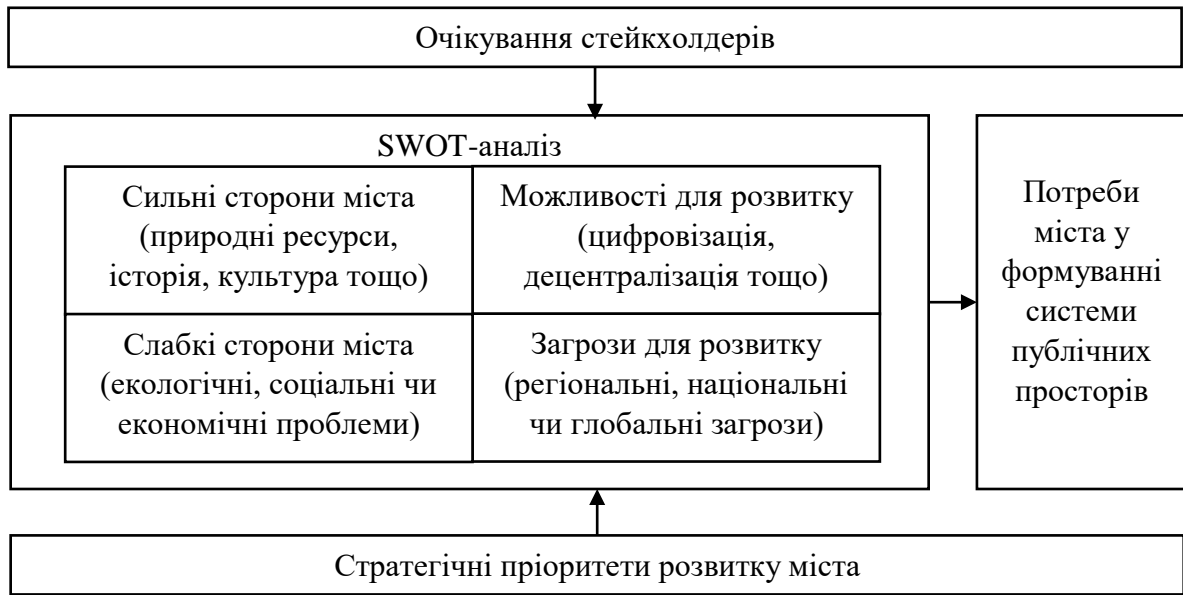 Очікування стейкхолдерів
SWOT-аналіз
Сильні сторони міста
(природні ресурси,
історія, культура тощо)
Можливості для розвитку
(цифровізація,
децентралізація тощо)
Слабкі сторони міста
(екологічні, соціальні чи
економічні проблеми)
Загрози для розвитку
(регіональні, національні
чи глобальні загрози)
Потреби
міста у
формуванні
системи
публічних
просторів
Стратегічні пріоритети розвитку міста